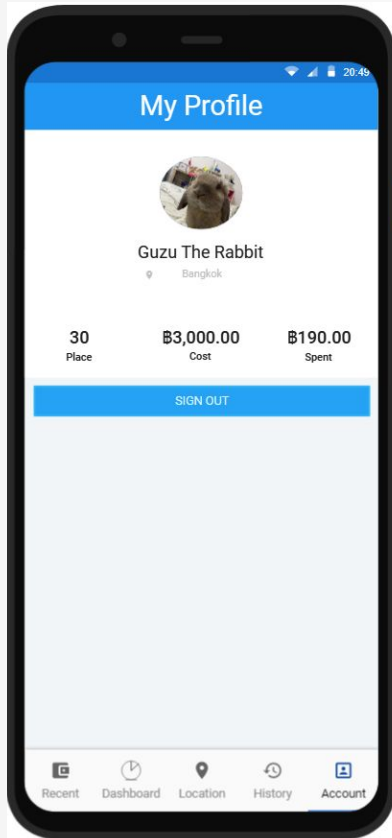 20:49
My Profile
Guzu The Rabbit
Bangkok
30 ฿3,000.00 ฿190.00
Place Cost Spent
SIGN OUT
Recent Dashboard Location History Account